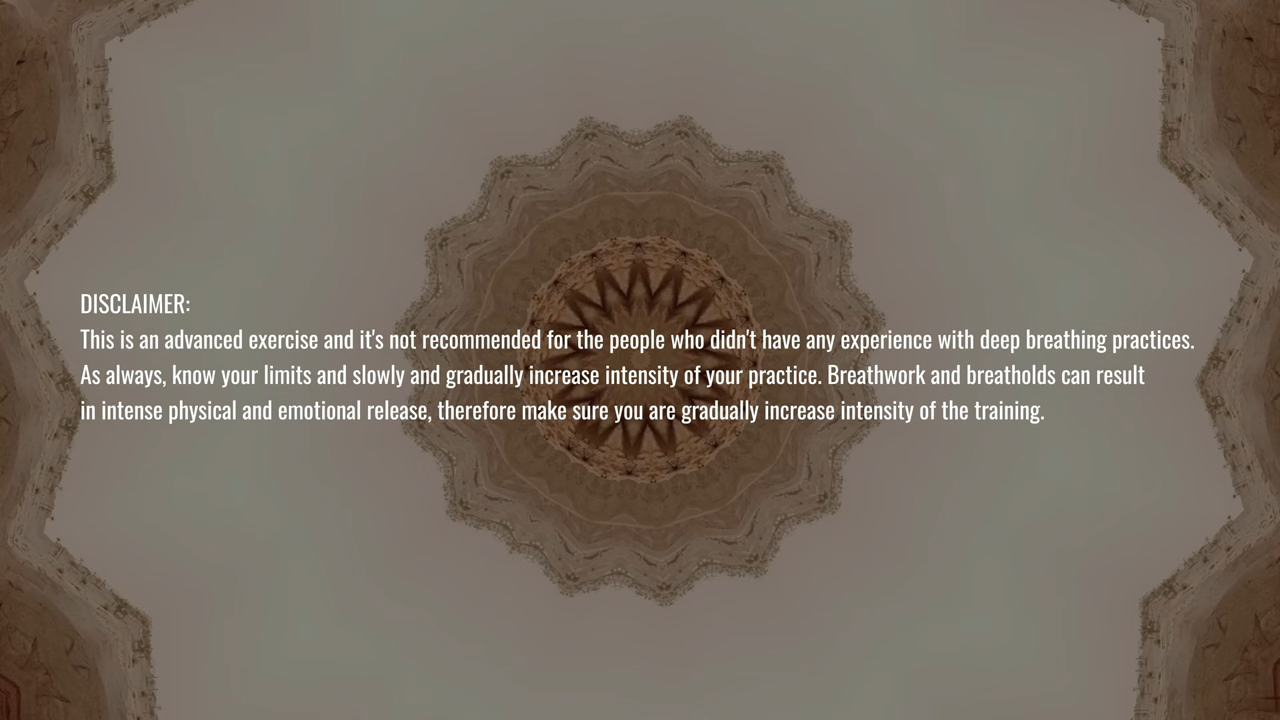 DISCLAIMER:
This is an advanced exercise and it's not recommended for the people who didn't have any experience with deep breathing practices.
As always, know your limits and slowly and gradually increase intensity of your practice. Breathwork and breatholds can result
in intense physical and emotional release, therefore make sure you are gradually increase intensity of the training.